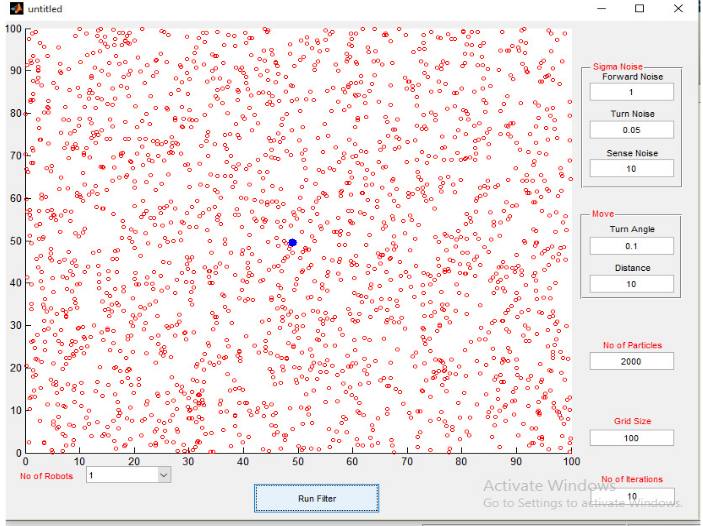 untitled
100
90
80
70
60
50
40
30
20
10
0
0 10 20 30 40 50 60 70 80 90 100
Sigma Noise
Forward Noise
1
Turn Noise
0.05
Sense Noise
10
Move
Turn Angle
0.1
Distance
10
No of Particles
2000
Grid Size
100
No of Iterations
10
No of Robots 1
Run Filter
Activate Windows
Go to Settings to activate Windows.